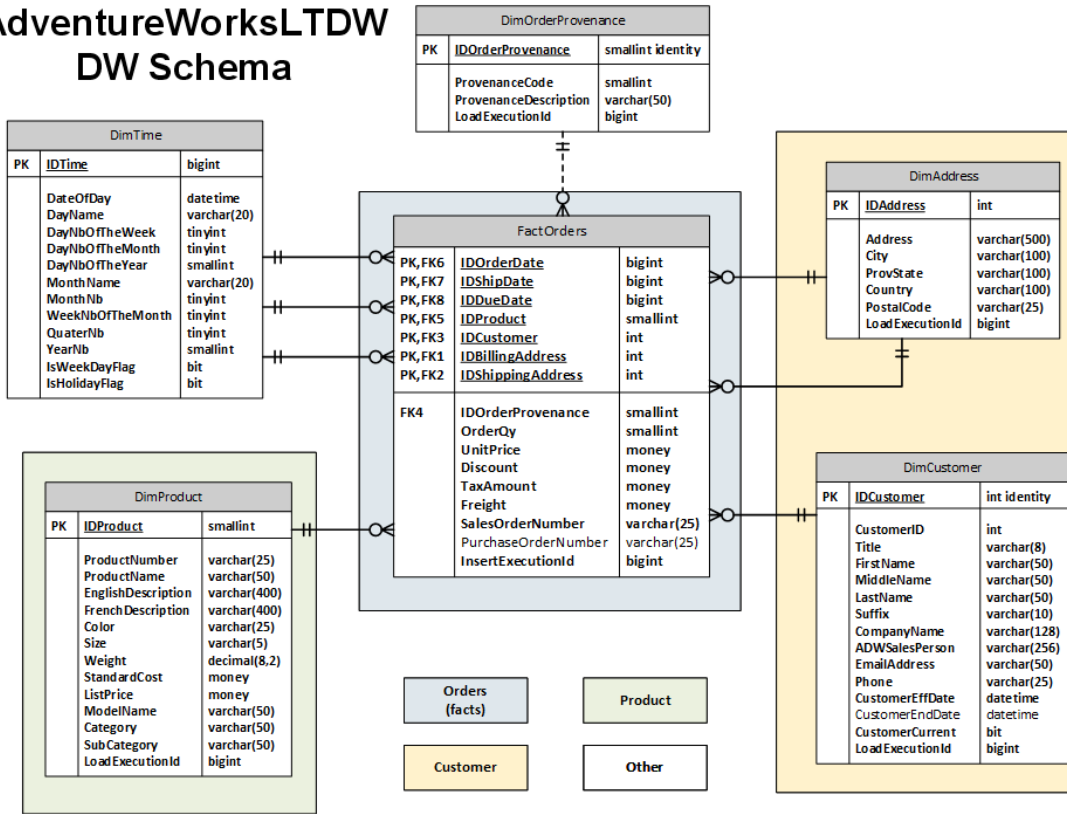 AdventureWorksLTDW
DW Schema
DimOrderProvenance
PK IDOrderProvenance smallint identity
ProvenanceCode smallint
ProvenanceDescription varchar(50)
LoadExecutionId bigint
DimTime
PK IDTime bigint
DateOfDay datetime
DayName varchar(20)
DayNbOfTheWeek tinyint
DayNbOfTheMonth tinyint
DayNbOfTheYear smallint
MonthName varchar(20)
MonthNb tinyint
WeekNbOfTheMonth tinyint
QuaterNb tinyint
YearNb smallint
IsWeekDayFlag bit
IsHolidayFlag bit
FactOrders
PK,FK6 IDOrderDate bigint
PK,FK7 IDShipDate bigint
PK,FK8 IDDueDate bigint
PK,FK5 IDProduct smallint
PK,FK3 IDCustomer int
PK,FK1 IDBillingAddress int
PK,FK2 IDShippingAddress int
FK4 IDOrderProvenance smallint
OrderQy smallint
UnitPrice money
Discount money
TaxAmount money
Freight money
SalesOrderNumber varchar(25)
PurchaseOrderNumber varchar(25)
InsertExecutionId bigint
DimAddress
PK IDAddress int
Address varchar(500)
City varchar(100)
ProvState varchar(100)
Country varchar(100)
PostalCode varchar(25)
LoadExecutionId bigint
DimProduct
PK IDProduct smallint
ProductNumber varchar(25)
ProductName varchar(50)
EnglishDescription varchar(400)
FrenchDescription varchar(400)
Color varchar(25)
Size varchar(5)
Weight decimal(8,2)
StandardCost money
ListPrice money
ModelName varchar(50)
Category varchar(50)
SubCategory varchar(50)
LoadExecutionId bigint
DimCustomer
PK IDCustomer int identity
CustomerID int
Title varchar(8)
FirstName varchar(50)
MiddleName varchar(50)
LastName varchar(50)
Suffix varchar(10)
CompanyName varchar(128)
ADWSalesPerson varchar(256)
EmailAddress varchar(50)
Phone varchar(25)
CustomerEffDate datetime
CustomerEndDate datetime
CustomerCurrent bit
LoadExecutionId bigint
Orders
(facts)
Product
Customer
Other